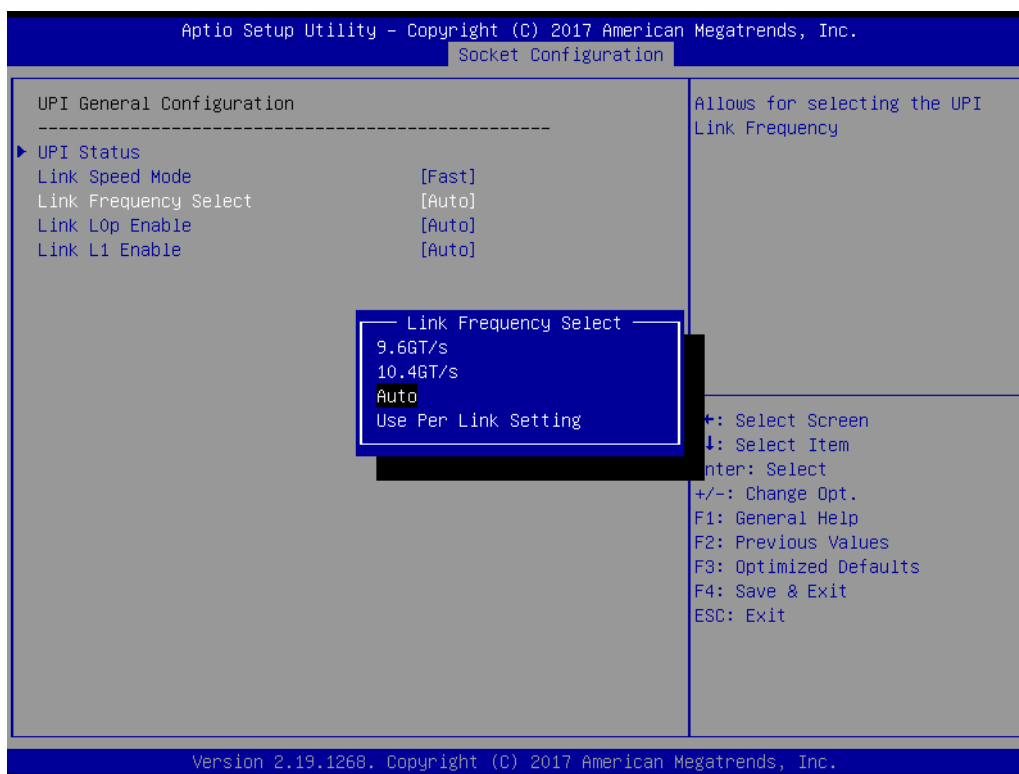 Aptio Setup Utility – Copyright (C) 2017 American Megatrends, Inc.
Socket Configuration
UPI General Configuration
--------------------------------------------------
UPI Status
Link Speed Mode [Fast]
Link Frequency Select [Auto]
Link L0p Enable [Auto]
Link L1 Enable [Auto]
Allows for selecting the UPI
Link Frequency
Link Frequency Select
9.6GT/s
10.4GT/s
Auto
Use Per Link Setting
: Select Screen
: Select Item
nter: Select
+/-: Change Opt.
F1: General Help
F2: Previous Values
F3: Optimized Defaults
F4: Save & Exit
ESC: Exit
Version 2.19.1268. Copyright (C) 2017 American Megatrends, Inc.